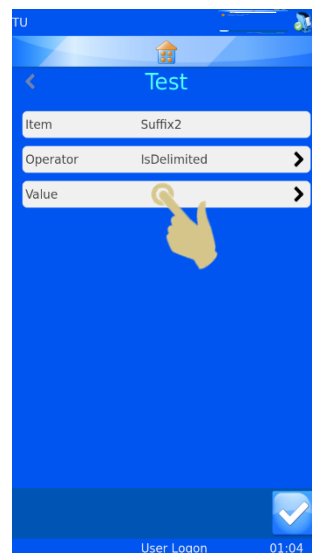 TU
Test
Item Suffix2
Operator IsDelimited
Value
User Logon 01:04